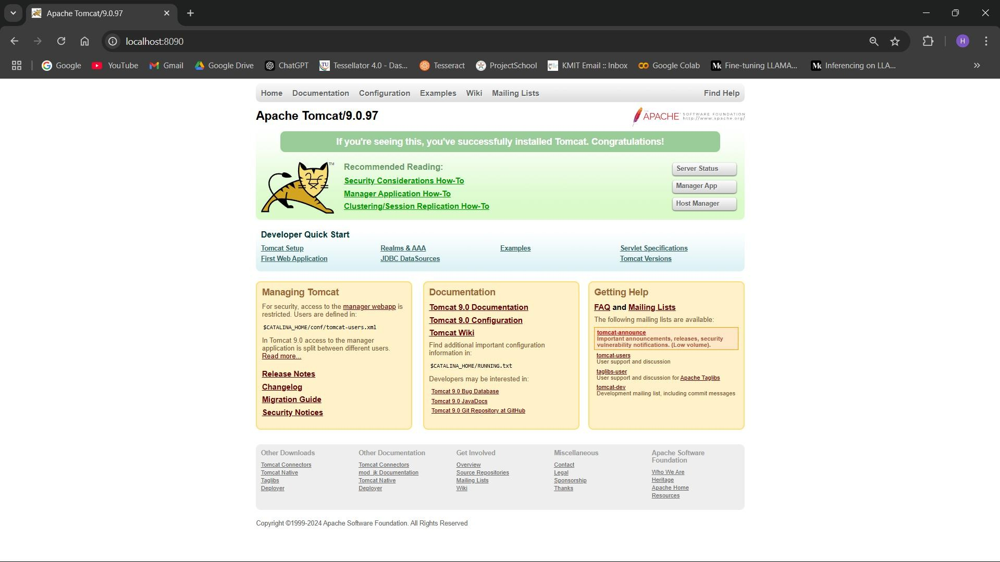 Apache Tomcat/9.0.97
localhost:8090
H
Google
YouTube
Gmail
Google Drive
ChatGPT
TU
Tessellator 4.0 - Das...
Tesseract
ProjectSchool
KMIT Email :: Inbox
Google Colab
Fine-tuning LLAMA...
Inferencing on LLA...
Home Documentation Configuration Examples Wiki Mailing Lists Find Help
Apache Tomcat/9.0.97
THE
APACHE SOFTWARE FOUNDATION
http://www.apache.org/
If you're seeing this, you've successfully installed Tomcat. Congratulations!
TM
Recommended Reading:
Security Considerations How-To
Manager Application How-To
Clustering/Session Replication How-To
Server Status
Manager App
Host Manager
Developer Quick Start
Tomcat Setup
First Web Application
Realms & AAA
JDBC DataSources
Examples
Servlet Specifications
Tomcat Versions
Managing Tomcat
For security, access to the manager webapp is
restricted. Users are defined in:
$CATALINA_HOME/conf/tomcat-users.xml
In Tomcat 9.0 access to the manager
application is split between different users.
Read more...
Release Notes
Changelog
Migration Guide
Security Notices
Documentation
Tomcat 9.0 Documentation
Tomcat 9.0 Configuration
Tomcat Wiki
Find additional important configuration
information in:
$CATALINA_HOME/RUNNING.txt
Developers may be interested in:
Tomcat 9.0 Bug Database
Tomcat 9.0 JavaDocs
Tomcat 9.0 Git Repository at GitHub
Getting Help
FAQ and Mailing Lists
The following mailing lists are available:
tomcat-announce
Important announcements, releases, security
vulnerability notifications. (Low volume).
tomcat-users
User support and discussion
taglibs-user
User support and discussion for Apache Taglibs
tomcat-dev
Development mailing list, including commit messages
Other Downloads
Tomcat Connectors
Tomcat Native
Taglibs
Deployer
Other Documentation
Tomcat Connectors
mod_jk Documentation
Tomcat Native
Deployer
Get Involved
Overview
Source Repositories
Mailing Lists
Wiki
Miscellaneous
Contact
Legal
Sponsorship
Thanks
Apache Software
Foundation
Who We Are
Heritage
Apache Home
Resources
Copyright ©1999-2024 Apache Software Foundation. All Rights Reserved